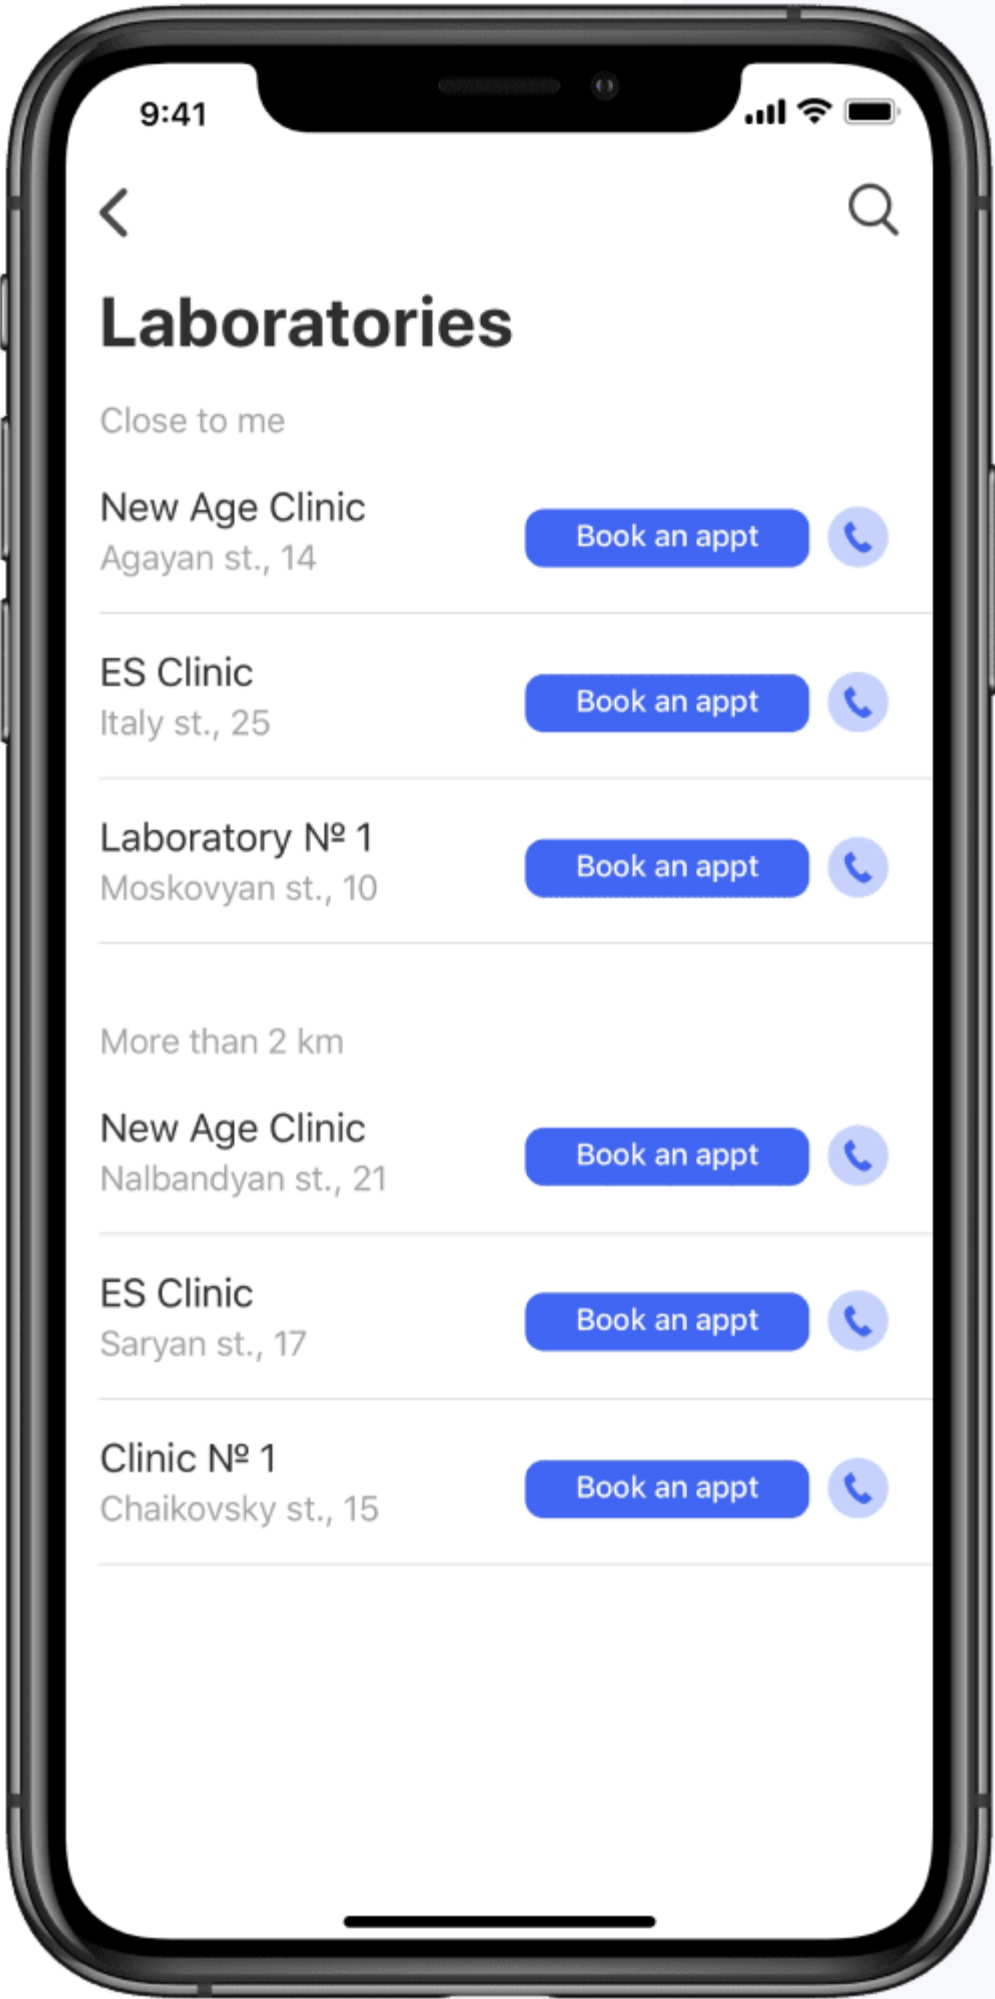 9:41
Laboratories
Close to me
New Age Clinic
Agayan st., 14
Book an appt
ES Clinic
Italy st., 25
Book an appt
Laboratory № 1
Moskovyan st., 10
Book an appt
More than 2 km
New Age Clinic
Nalbandyan st., 21
Book an appt
ES Clinic
Saryan st., 17
Book an appt
Clinic № 1
Chaikovsky st., 15
Book an appt